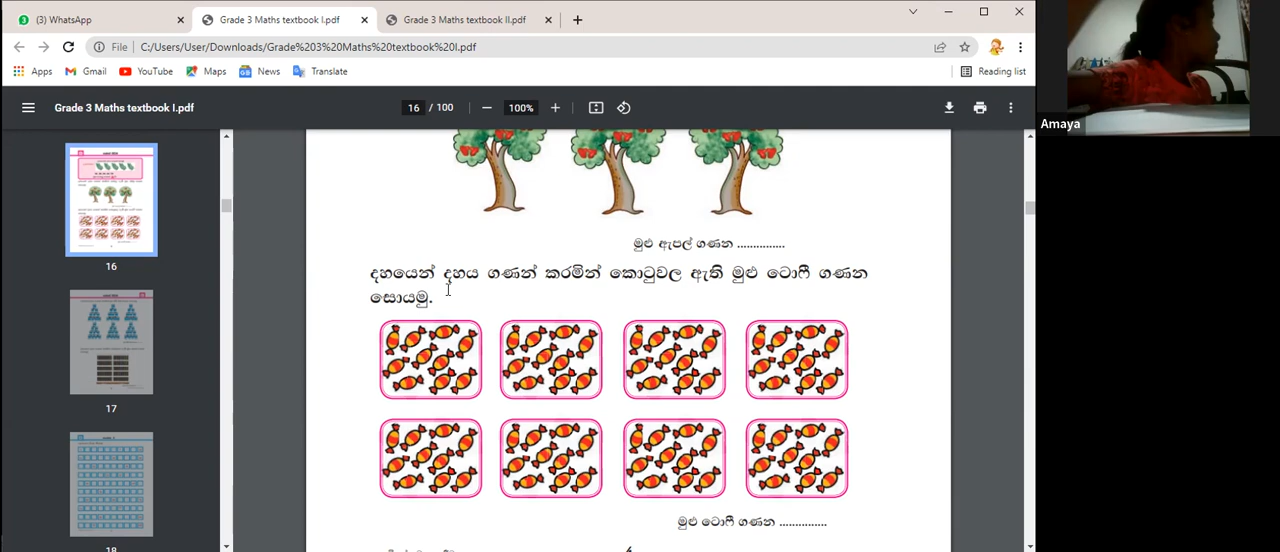 (3) WhatsApp
Grade 3 Maths textbook I.pdf
Grade 3 Maths textbook II.pdf
File
C:/Users/User/Downloads/Grade%203%20Maths%20textbook%20I.pdf
Apps
Gmail
YouTube
Maps
News
Translate
Reading list
Grade 3 Maths textbook I.pdf
16 / 100
100%
Amaya
16
17
18
මුළු ඇපල් ගණන ...............
දහයෙන් දහය ගණන් කරමින් කොටුවල ඇති මුළු ටොෆී ගණන
සොයමු.
මුළු ටොෆී ගණන ...............